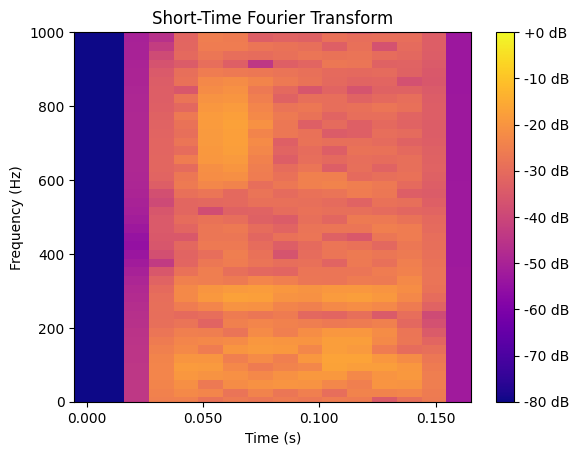 Short-Time Fourier Transform
1000
800
600
400
200
0
Frequency (Hz)
0.000
0.050
0.100
0.150
Time (s)
+0 dB
-10 dB
-20 dB
-30 dB
-40 dB
-50 dB
-60 dB
-70 dB
-80 dB